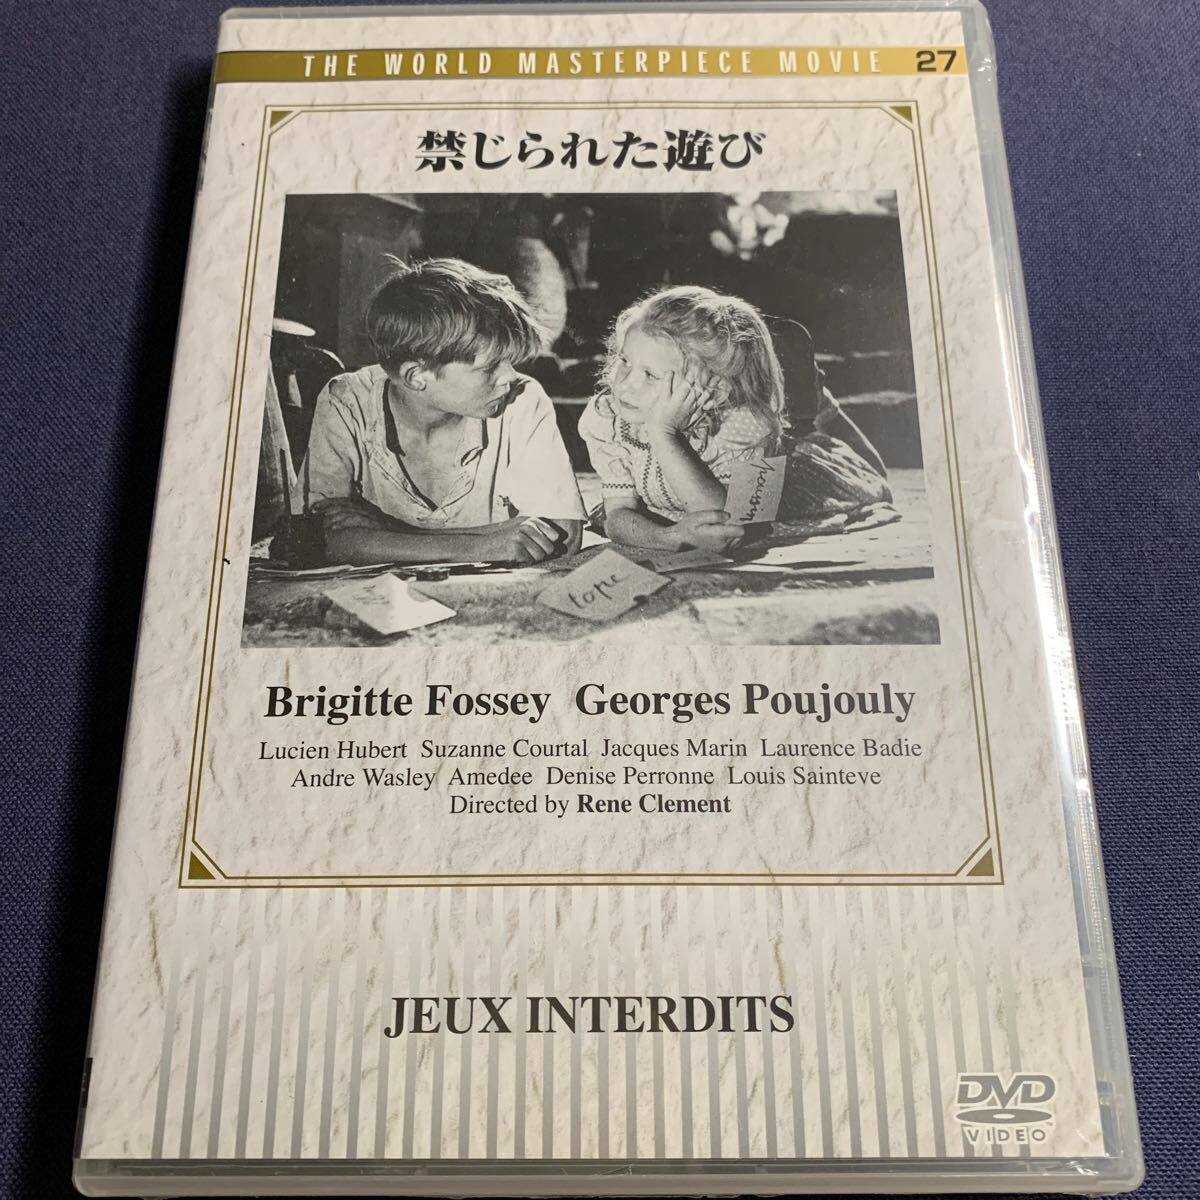 THE WORLD MASTERPIECE MOVIE 27
禁じられた遊び
tope
Brigitte Fossey Georges Poujouly
Lucien Hubert Suzanne Courtal Jacques Marin Laurence Badie
Andre Wasley Amedee Denise Perronne Louis Sainteve
Directed by Rene Clement
JEUX INTERDITS
DVD
VIDEO